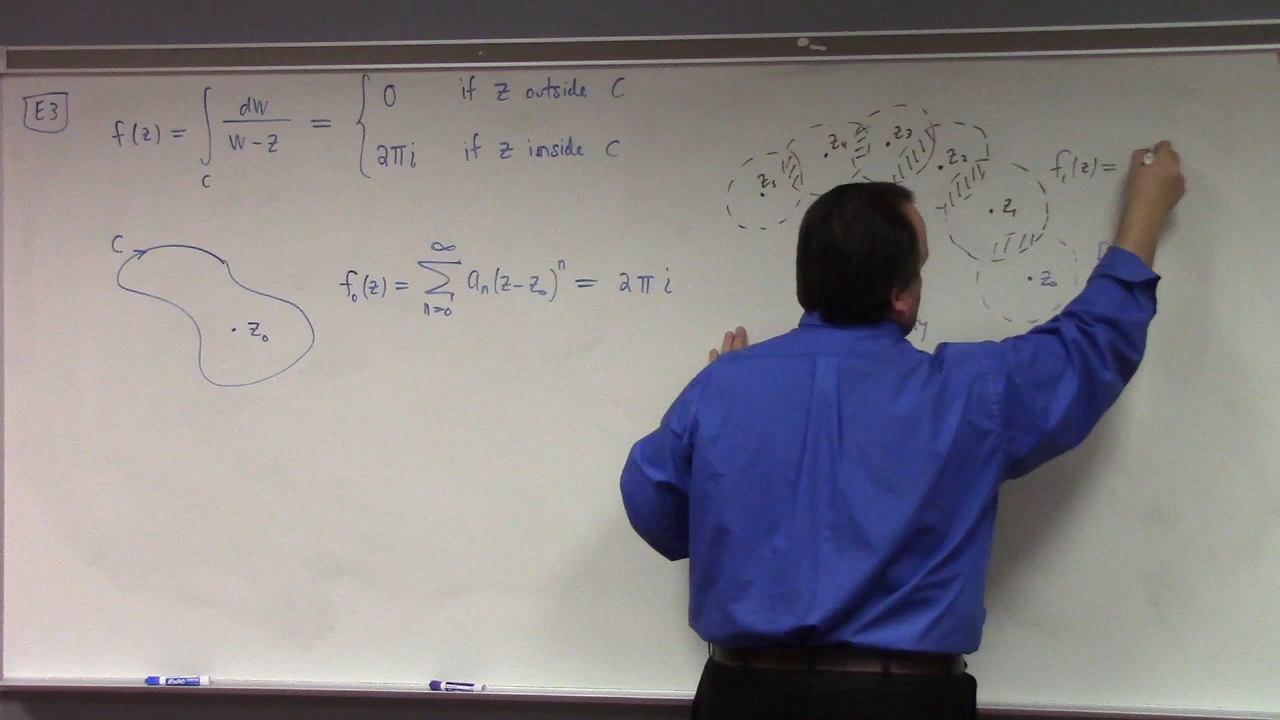 E3
f(z) = ∫_C dw/(w-z) = { 0 if z outside C
2πi if z inside C
C
z₀
f₀(z) = ∑_{n=0}^{∞} aₙ(z-z₀)ⁿ = 2πi
z₅
z₄
z₃
z₂
z₁
z₀
f₁(z) =